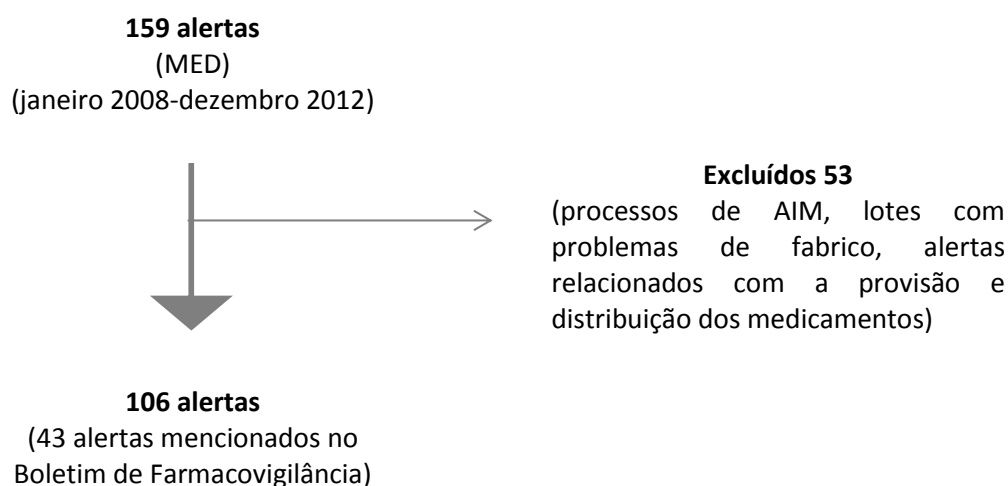 159 alertas
(MED)
(janeiro 2008-dezembro 2012)
Excluídos 53
(processos de AIM, lotes com
problemas de fabrico, alertas
relacionados com a provisão e
distribuição dos medicamentos)
106 alertas
(43 alertas mencionados no
Boletim de Farmacovigilância)